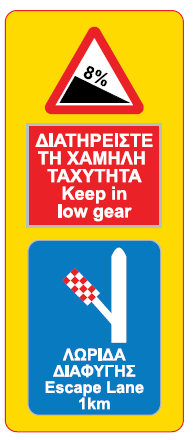 8%
ΔΙΑΤΗΡΕΙΣΤΕ
ΤΗ ΧΑΜΗΛΗ
ΤΑΧΥΤΗΤΑ
Keep in
low gear
ΛΩΡΙΔΑ
ΔΙΑΦΥΓΗΣ
Escape Lane
1km